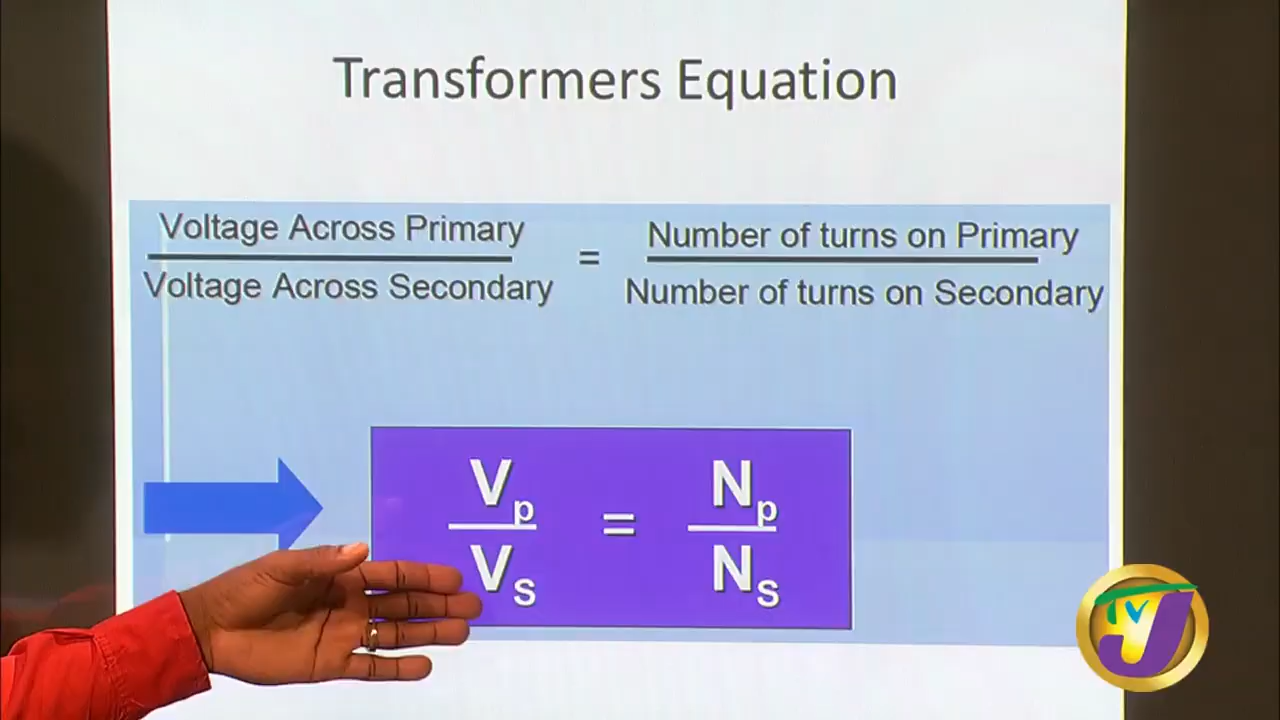 Transformers Equation
Voltage Across Primary = Number of turns on Primary
Voltage Across Secondary Number of turns on Secondary
Vp = Np
Vs Ns
TVJ